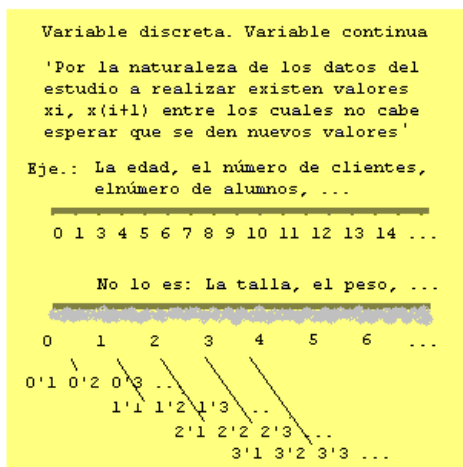 Variable discreta. Variable continua
'Por la naturaleza de los datos del
estudio a realizar existen valores
xi, x(i+1) entre los cuales no cabe
esperar que se den nuevos valores'
Eje.: La edad, el número de clientes,
elnúmero de alumnos, ...
0 1 3 4 5 6 7 8 9 10 11 12 13 14 ...
No lo es: La talla, el peso, ...
0 1 2 3 4 5 6 ...
0'1 0'2 0'3 ...
1'1 1'2 1'3 ..
2'1 2'2 2'3 ...
3'1 3'2 3'3 ...